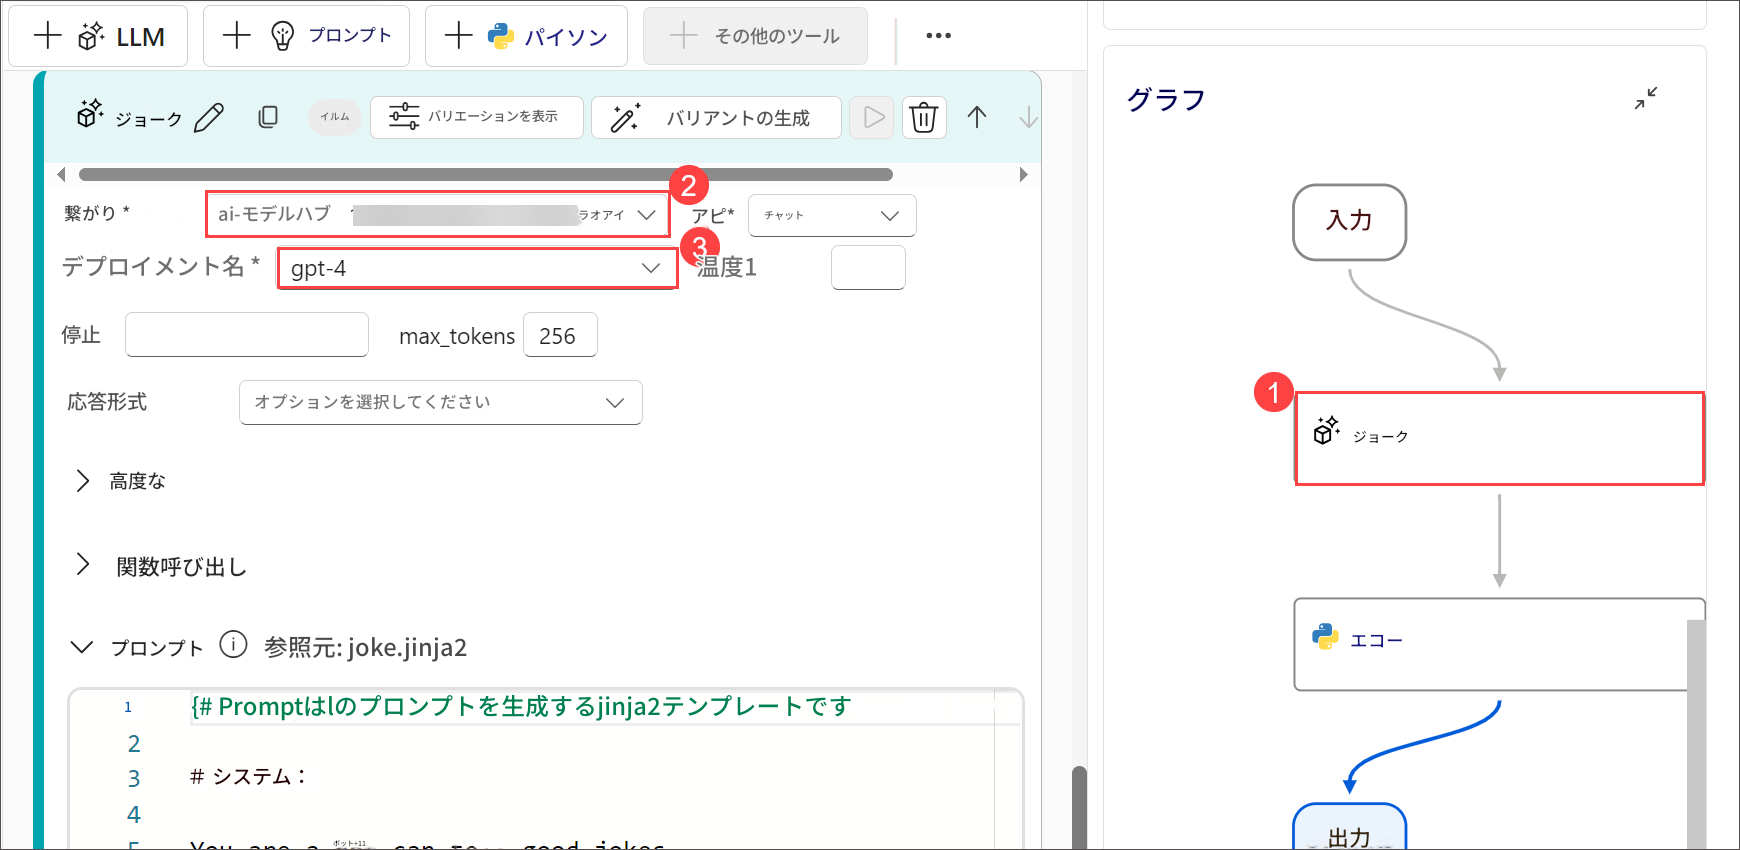 LLM
プロンプト
パイソン
その他のツール
ジョーク
イルム
バリエーションを表示
バリアントの生成
繋がり *
ai-モデルハブ
ラオアイ
2
アピ*
チャット
デプロイメント名 *
gpt-4
3
温度1
停止
max_tokens
256
応答形式
オプションを選択してください
高度な
関数呼び出し
プロンプト
参照元: joke.jinja2
1
{# Promptはlのプロンプトを生成するjinja2テンプレートです
2
3
# システム：
4
5
You are a
can
good jokes
グラフ
入力
1
ジョーク
エコー
出力